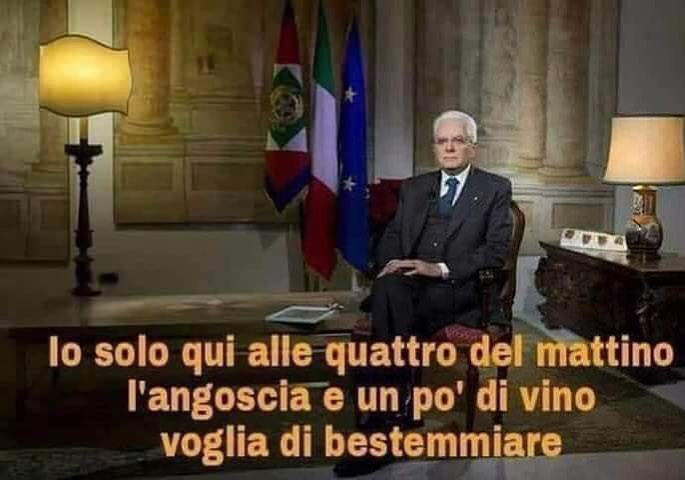 Io solo qui alle quattro del mattino
l'angoscia e un po' di vino
voglia di bestemmiare